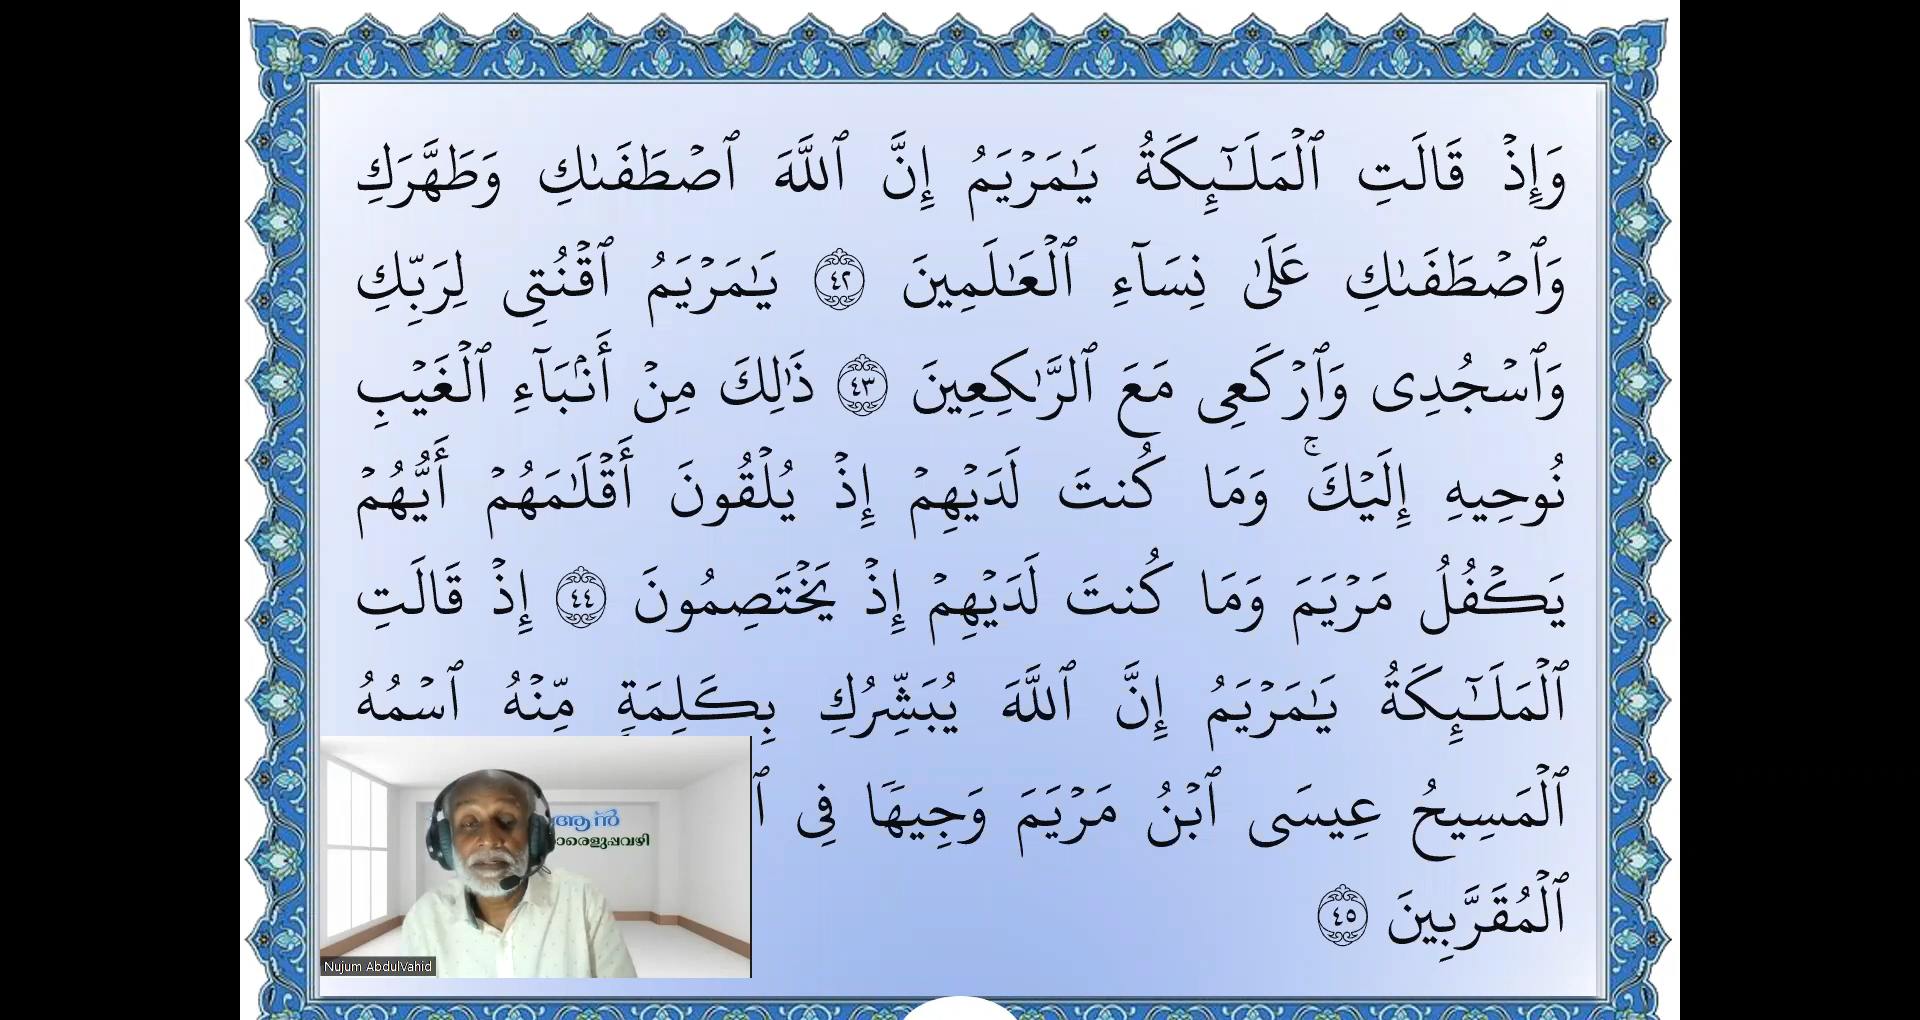 وَإِذۡ قَالَتِ ٱلۡمَلَـٰٓئِكَةُ يَـٰمَرۡيَمُ إِنَّ ٱللَّهَ ٱصۡطَفَىٰكِ وَطَهَّرَكِ
وَٱصۡطَفَىٰكِ عَلَىٰ نِسَآءِ ٱلۡعَـٰلَمِينَ ٤٢ يَـٰمَرۡيَمُ ٱقۡنُتِى لِرَبِّكِ
وَٱسۡجُدِى وَٱرۡكَعِى مَعَ ٱلرَّٰكِعِينَ ٤٣ ذَٰلِكَ مِنۡ أَنۢبَآءِ ٱلۡغَيۡبِ
نُوحِيهِ إِلَيۡكَۚ وَمَا كُنتَ لَدَيۡهِمۡ إِذۡ يُلۡقُونَ أَقۡلَـٰمَهُمۡ أَيُّهُمۡ
يَكۡفُلُ مَرۡيَمَ وَمَا كُنتَ لَدَيۡهِمۡ إِذۡ يَخۡتَصِمُونَ ٤٤ إِذۡ قَالَتِ
ٱلۡمَلَـٰٓئِكَةُ يَـٰمَرۡيَمُ إِنَّ ٱللَّهَ يُبَشِّرُكِ بِكَلِمَةٍ مِّنۡهُ ٱسۡمُهُ
ٱلۡمَسِيحُ عِيسَى ٱبۡنُ مَرۡيَمَ وَجِيهًا فِى
ٱلۡمُقَرَّبِينَ ٤٥
ആൻ
ാരെളുപ്പവഴി
Nujum AbdulVahid